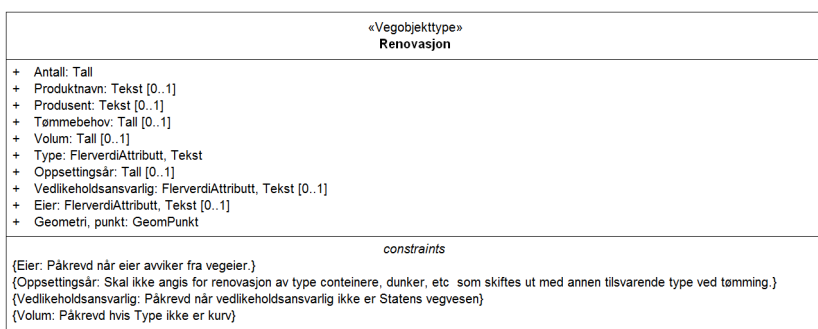 «Vegobjekttype»
Renovasjon
+ Antall: Tall
+ Produktnavn: Tekst [0..1]
+ Produsent: Tekst [0..1]
+ Tømmebehov: Tall [0..1]
+ Volum: Tall [0..1]
+ Type: FlerverdiAttributt, Tekst
+ Oppsettingsår: Tall [0..1]
+ Vedlikeholdsansvarlig: FlerverdiAttributt, Tekst [0..1]
+ Eier: FlerverdiAttributt, Tekst [0..1]
+ Geometri, punkt: GeomPunkt
constraints
{Eier: Påkrevd når eier avviker fra vegeier.}
{Oppsettingsår: Skal ikke angis for renovasjon av type conteinere, dunker, etc som skiftes ut med annen tilsvarende type ved tømming.}
{Vedlikeholdsansvarlig: Påkrevd når vedlikeholdsansvarlig ikke er Statens vegvesen}
{Volum: Påkrevd hvis Type ikke er kurv}